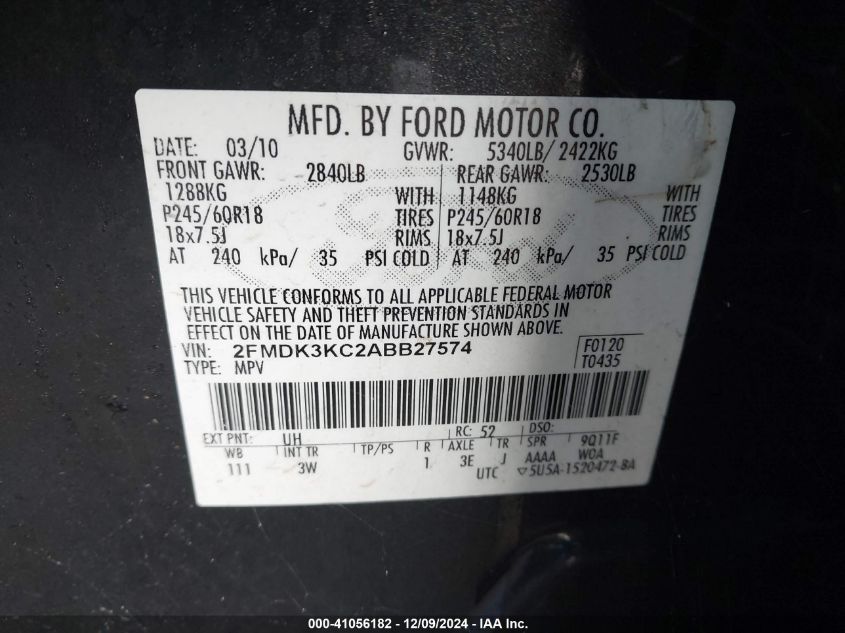 MFD. BY FORD MOTOR CO.
DATE: 03/10 GVWR: 5340LB/ 2422KG
FRONT GAWR: 2840LB REAR GAWR: 2530LB
1288KG WITH 1148KG WITH
P245/60R18 TIRES P245/60R18 TIRES
18x7.5J RIMS 18x7.5J RIMS
AT 240 kPa/ 35 PSI COLD AT 240 kPa/ 35 PSI COLD
THIS VEHICLE CONFORMS TO ALL APPLICABLE FEDERAL MOTOR
VEHICLE SAFETY AND THEFT PREVENTION STANDARDS IN
EFFECT ON THE DATE OF MANUFACTURE SHOWN ABOVE.
VIN: 2FMDK3KC2ABB27574 F0120
TYPE: MPV T0435
EXT PNT: UH RC: 52 DSO:
WB INT TR TP/PS R AXLE TR SPR 9Q11F
111 3W 1 3E J AAAA WOA
UTC ▽5U5A-1520472-BA
000-41056182 - 12/09/2024 - IAA Inc.